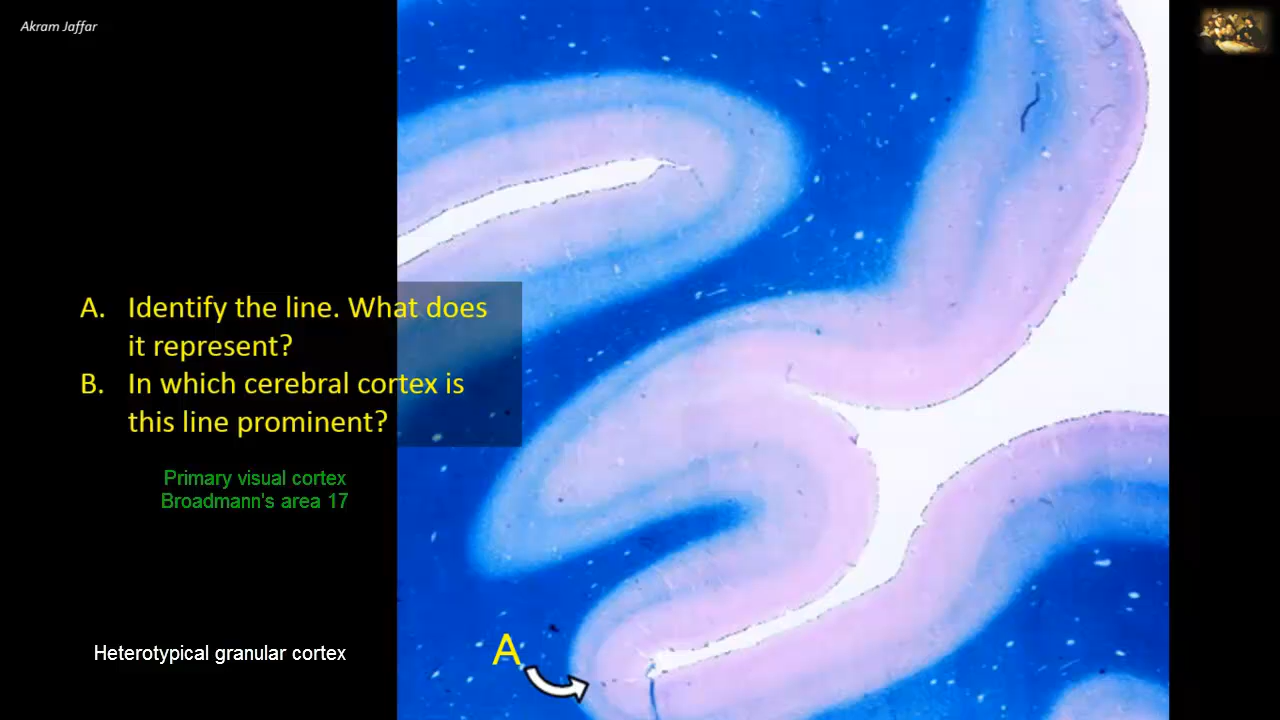 Akram Jaffar
A. Identify the line. What does
it represent?
B. In which cerebral cortex is
this line prominent?
Primary visual cortex
Broadmann's area 17
Heterotypical granular cortex
A